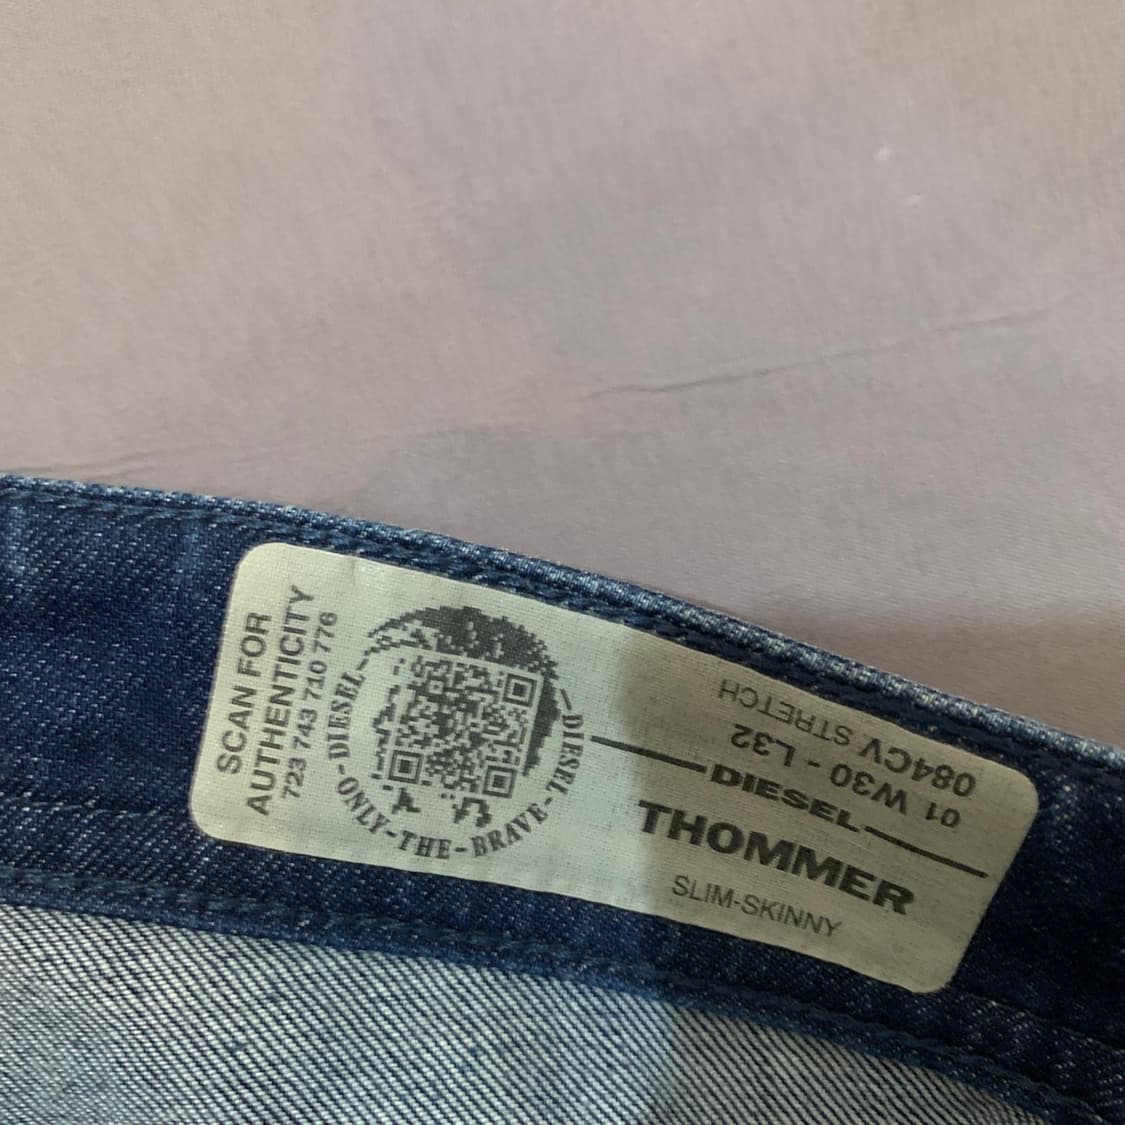 SCAN FOR
AUTHENTICITY
723 743 710 776
DIESEL-ONLY-THE-BRAVE-DIESEL
084CV STRETCH
01 W30 - L32
DIESEL
THOMMER
SLIM-SKINNY